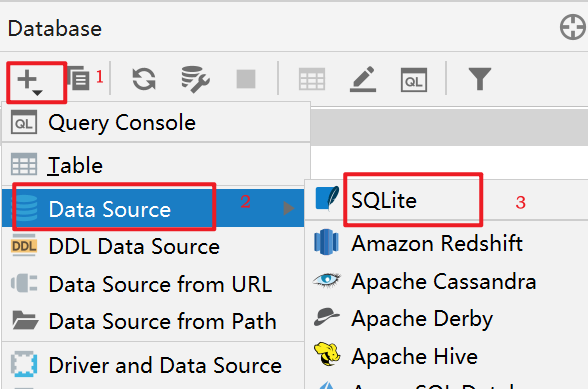 Database
1
QL
QL Query Console
Table
Data Source 2
SQLite 3
DDL DDL Data Source
Amazon Redshift
Data Source from URL
Apache Cassandra
Data Source from Path
Apache Derby
Driver and Data Source
Apache Hive